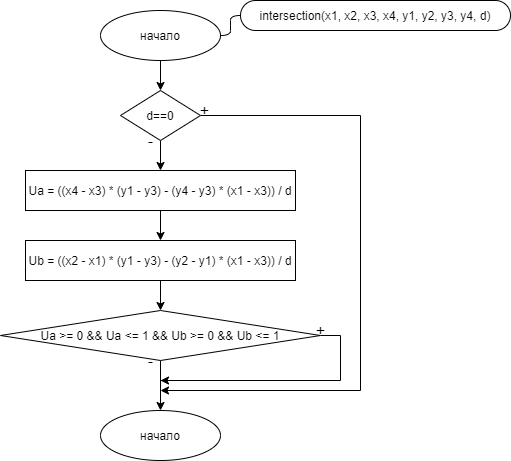 начало
intersection(x1, x2, x3, x4, y1, y2, y3, y4, d)
d==0
+
-
Ua = ((x4 - x3) * (y1 - y3) - (y4 - y3) * (x1 - x3)) / d
Ub = ((x2 - x1) * (y1 - y3) - (y2 - y1) * (x1 - x3)) / d
Ua >= 0 && Ua <= 1 && Ub >= 0 && Ub <= 1
+
-
начало